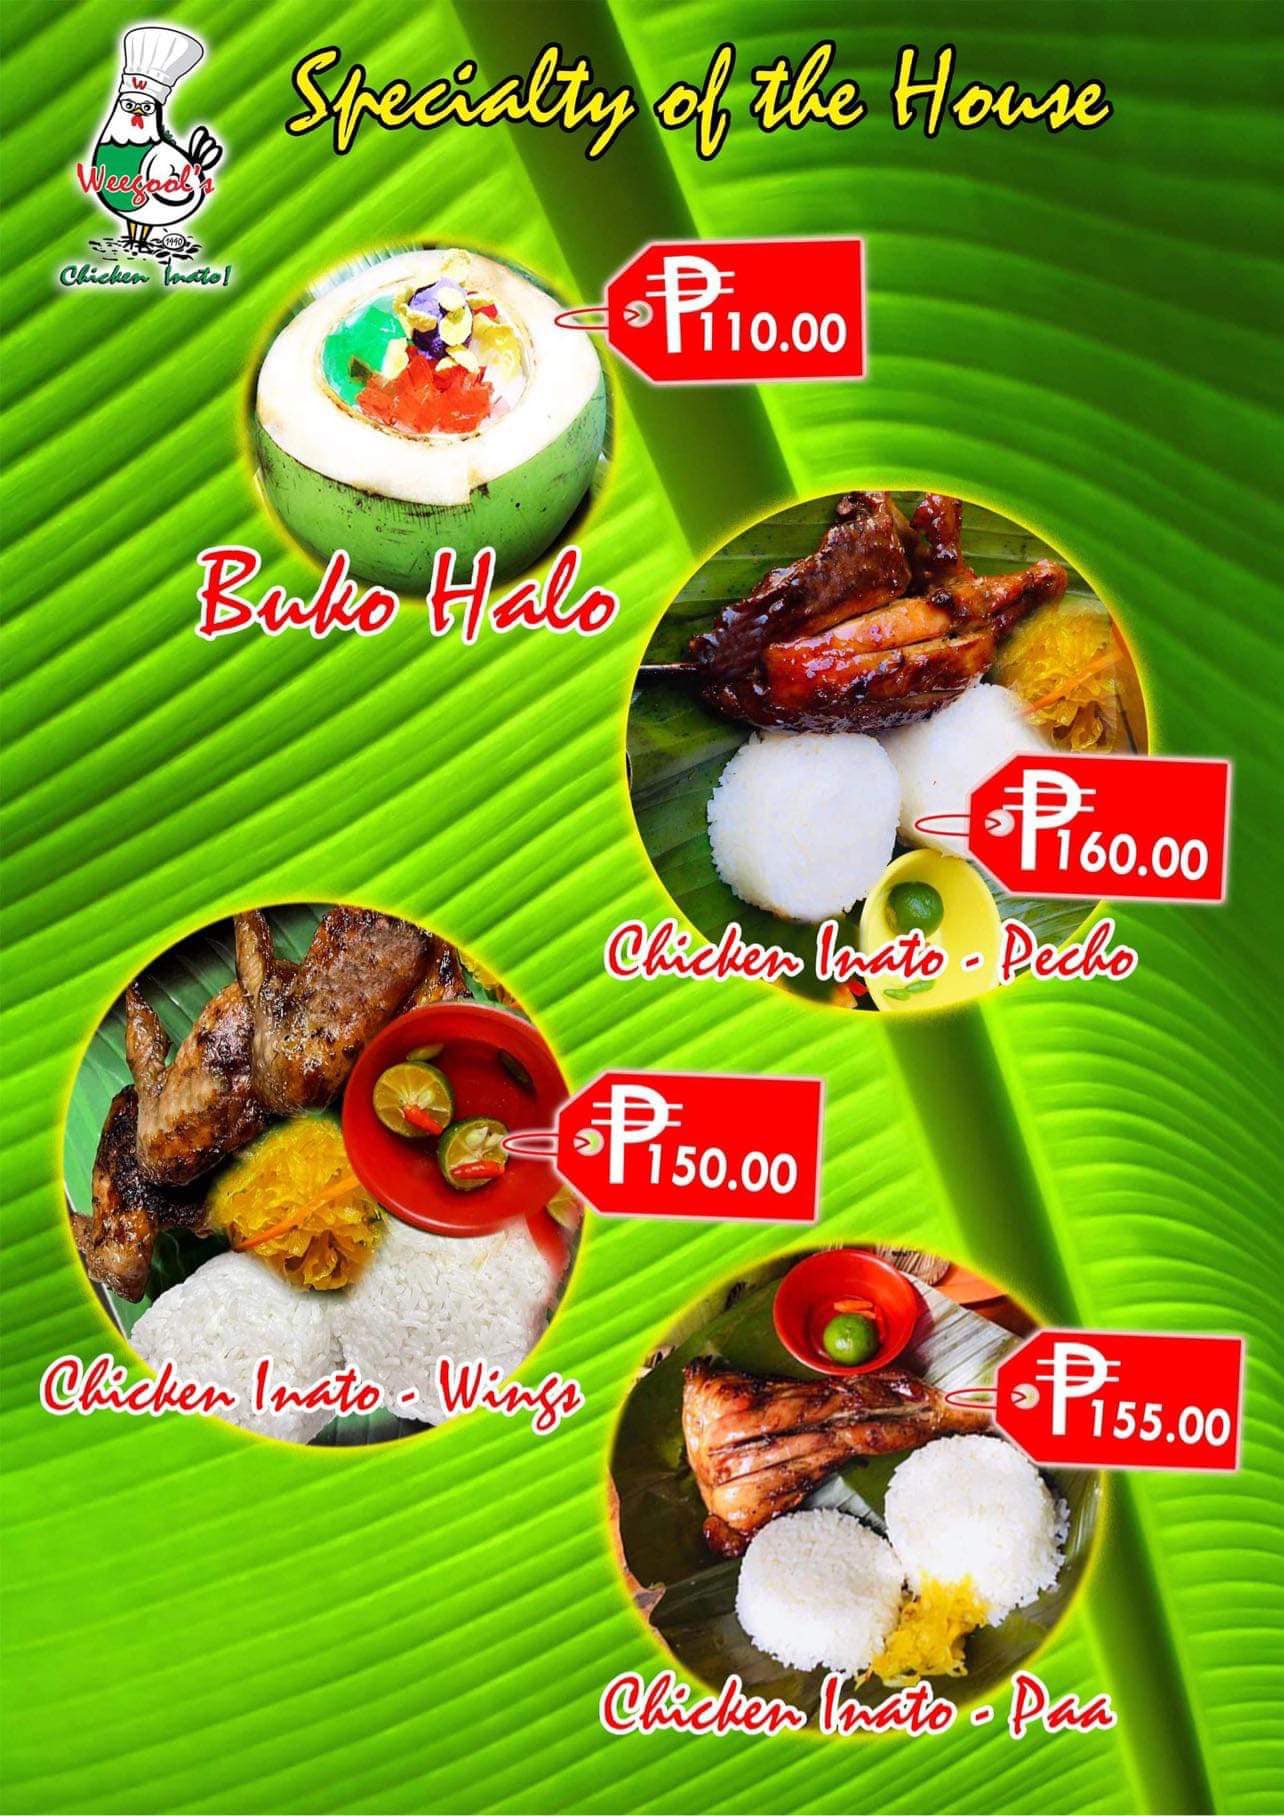 W
Weegool's
1990
Chicken Inato!
Specialty of the House
₱110.00
Buko Halo
₱160.00
Chicken Inato - Pecho
₱150.00
Chicken Inato - Wings
₱155.00
Chicken Inato - Paa